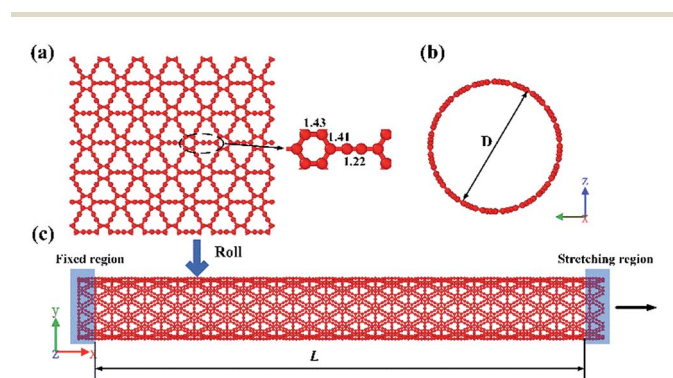 (a)
(b)
1.43
1.41
1.22
D
z
x
(c)
Roll
Fixed region
Stretching region
y
z
x
L